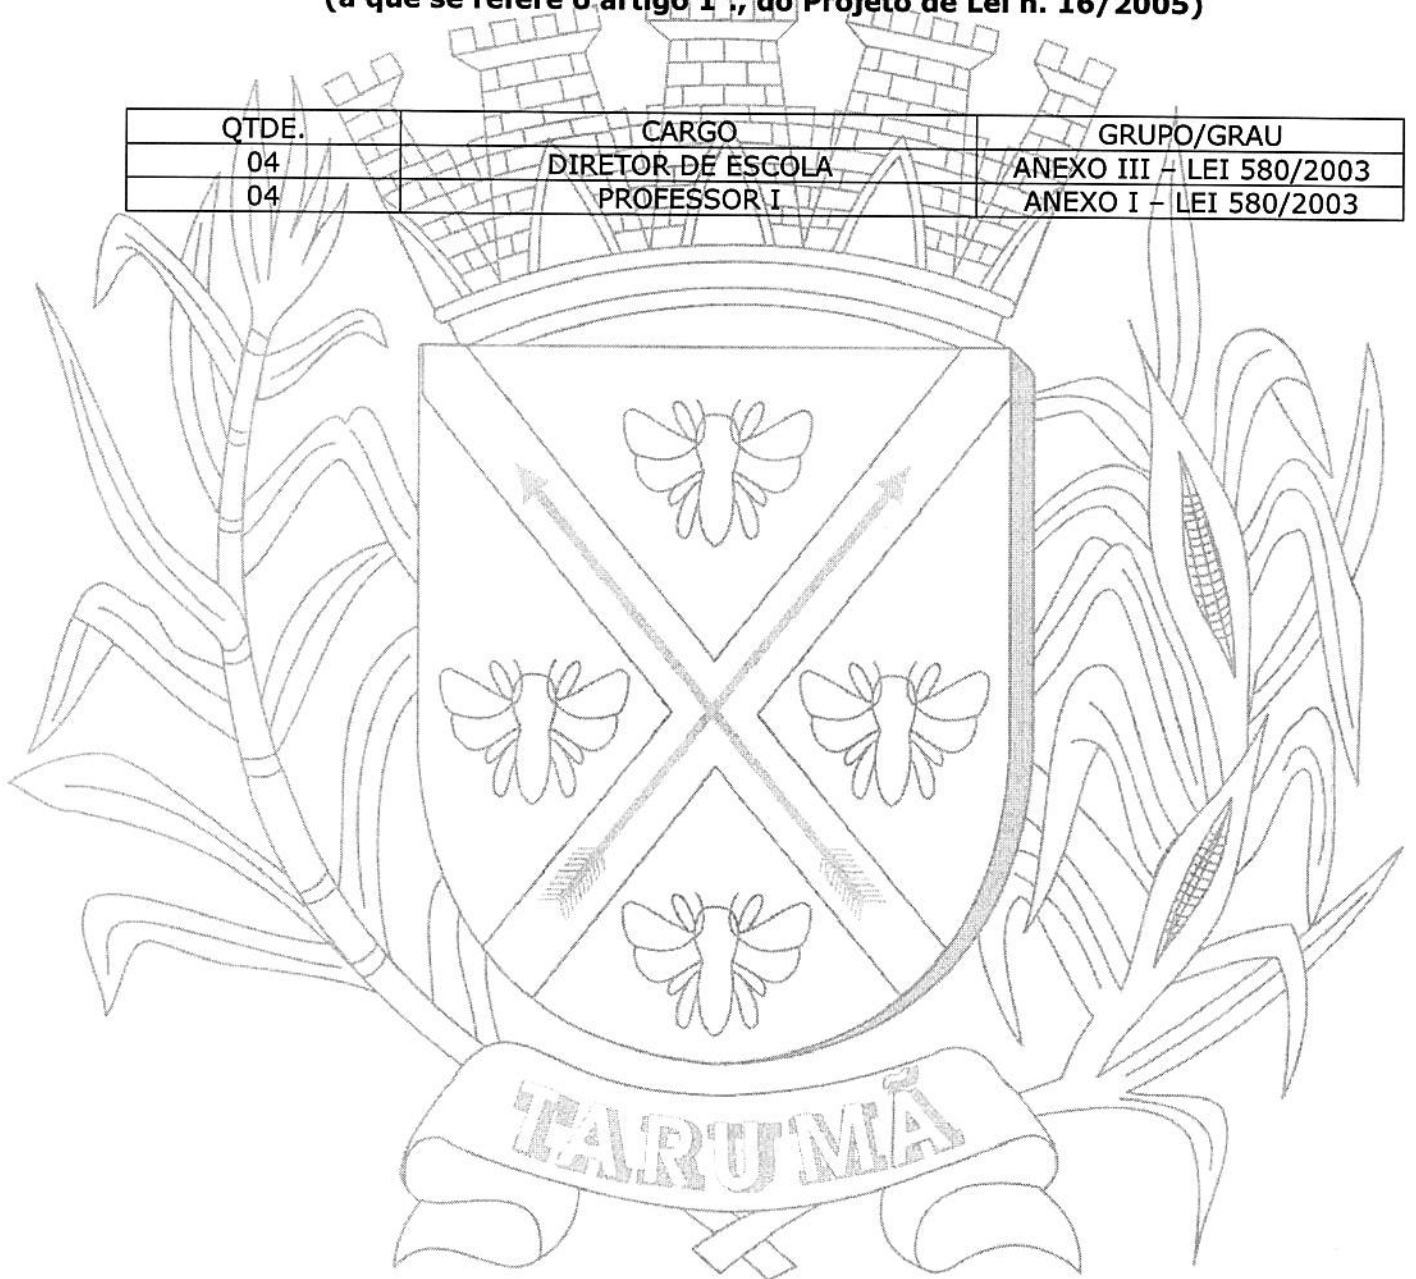 (a que se refere o artigo 1º., do Projeto de Lei n. 16/2005)
QTDE. CARGO GRUPO/GRAU
04 DIRETOR DE ESCOLA ANEXO III – LEI 580/2003
04 PROFESSOR I ANEXO I – LEI 580/2003
TARUMÃ